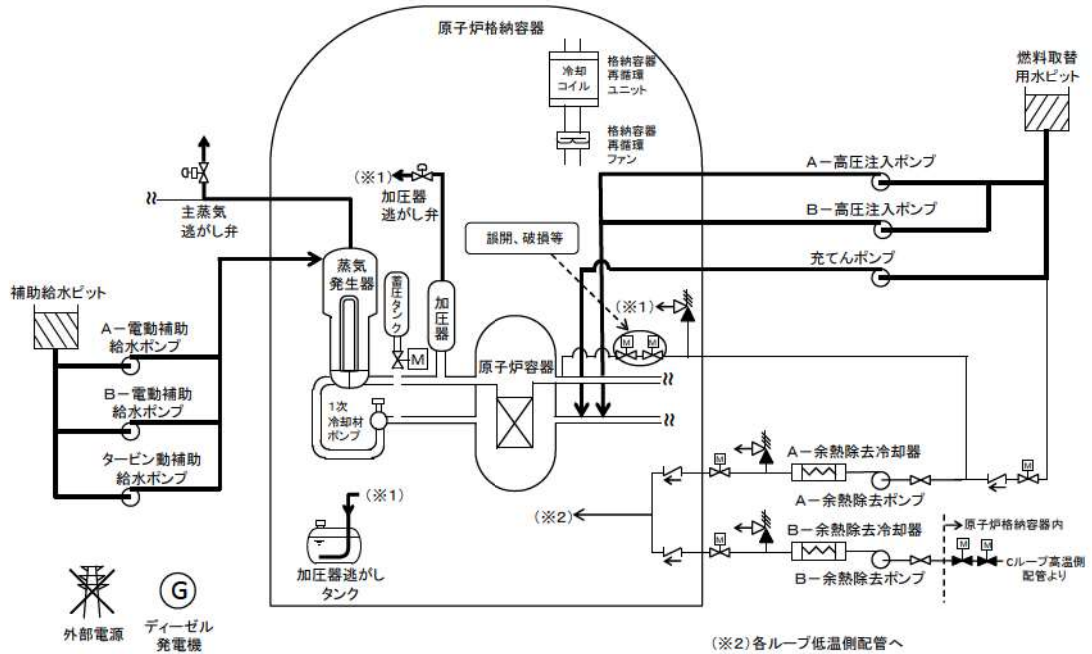 原子炉格納容器
冷却
コイル
格納容器
再循環
ユニット
格納容器
再循環
ファン
燃料取替
用水ピット
A－高圧注入ポンプ
B－高圧注入ポンプ
充てんポンプ
(※1)
加圧器
逃がし弁
主蒸気
逃がし弁
誤開、破損等
(※1)
蒸気
発生器
蓄圧タンク
加圧器
M
M
M
原子炉容器
1次
冷却材
ポンプ
補助給水ピット
A－電動補助
給水ポンプ
B－電動補助
給水ポンプ
タービン動補助
給水ポンプ
(※1)
加圧器逃がし
タンク
(※2)
M
A－余熱除去冷却器
A－余熱除去ポンプ
M
M
B－余熱除去冷却器
B－余熱除去ポンプ
原子炉格納容器内
M
M
Cループ高温側
配管より
外部電源
G
ディーゼル
発電機
(※2)各ループ低温側配管へ